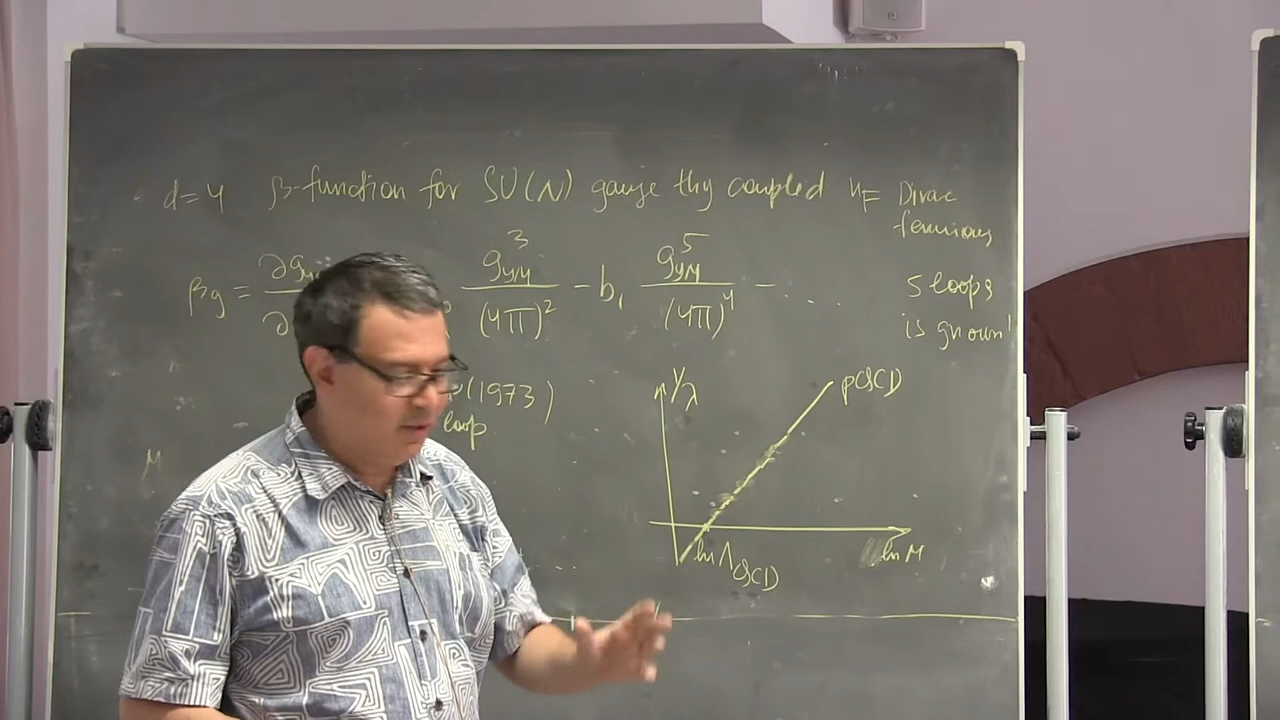 d=4 β-function for SU(N) gauge thy coupled n_F Dirac
fermions
β_g = ∂g / ∂ g_YM^3 / (4π)^2 - b_1 g_YM^5 / (4π)^4 - ....
5 loops
is known!
(1973)
loop
1/λ
pQCD
M
ln Λ_QCD
ln M